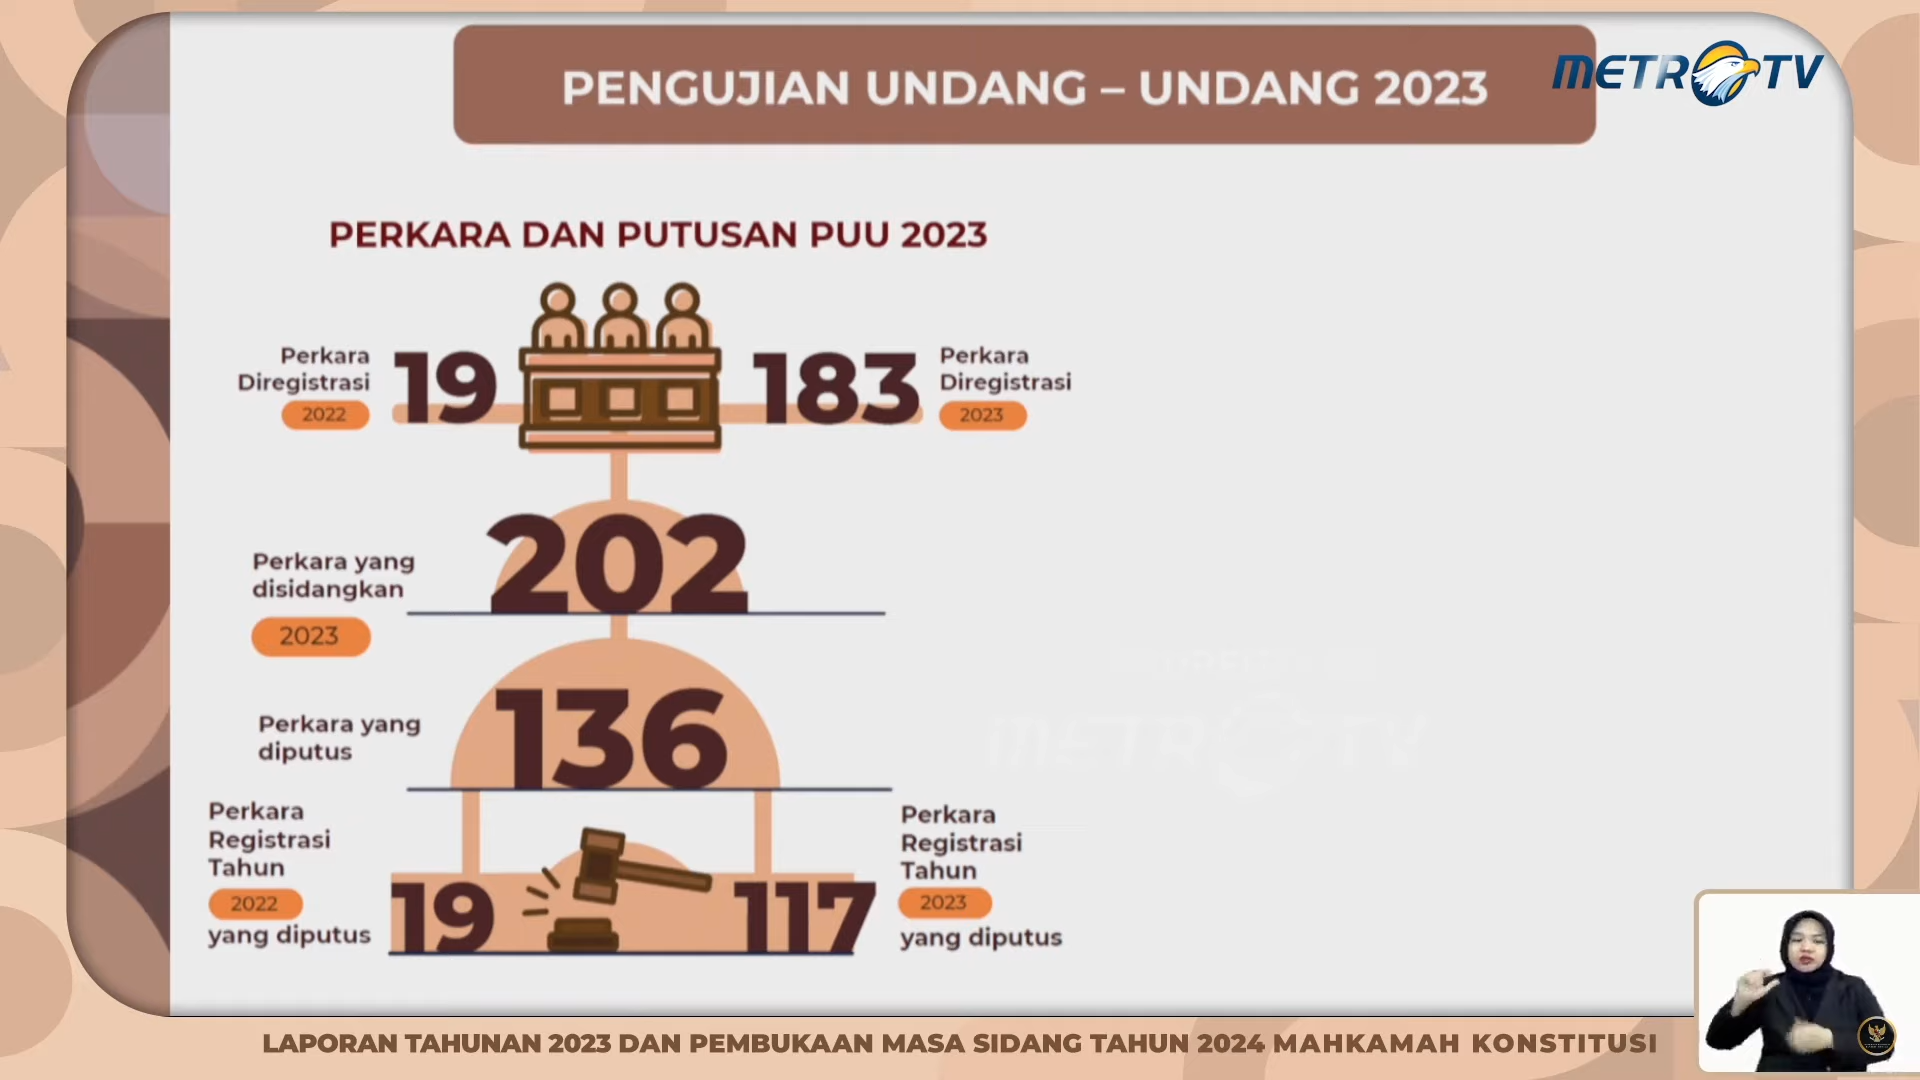 PENGUJIAN UNDANG – UNDANG 2023
METRO TV
PERKARA DAN PUTUSAN PUU 2023
Perkara
Diregistrasi
2022
19
183
Perkara
Diregistrasi
2023
Perkara yang
disidangkan
2023
202
Perkara yang
diputus
136
Perkara
Registrasi
Tahun
2022
yang diputus
19
117
Perkara
Registrasi
Tahun
2023
yang diputus
METRO TV
LAPORAN TAHUNAN 2023 DAN PEMBUKAAN MASA SIDANG TAHUN 2024 MAHKAMAH KONSTITUSI